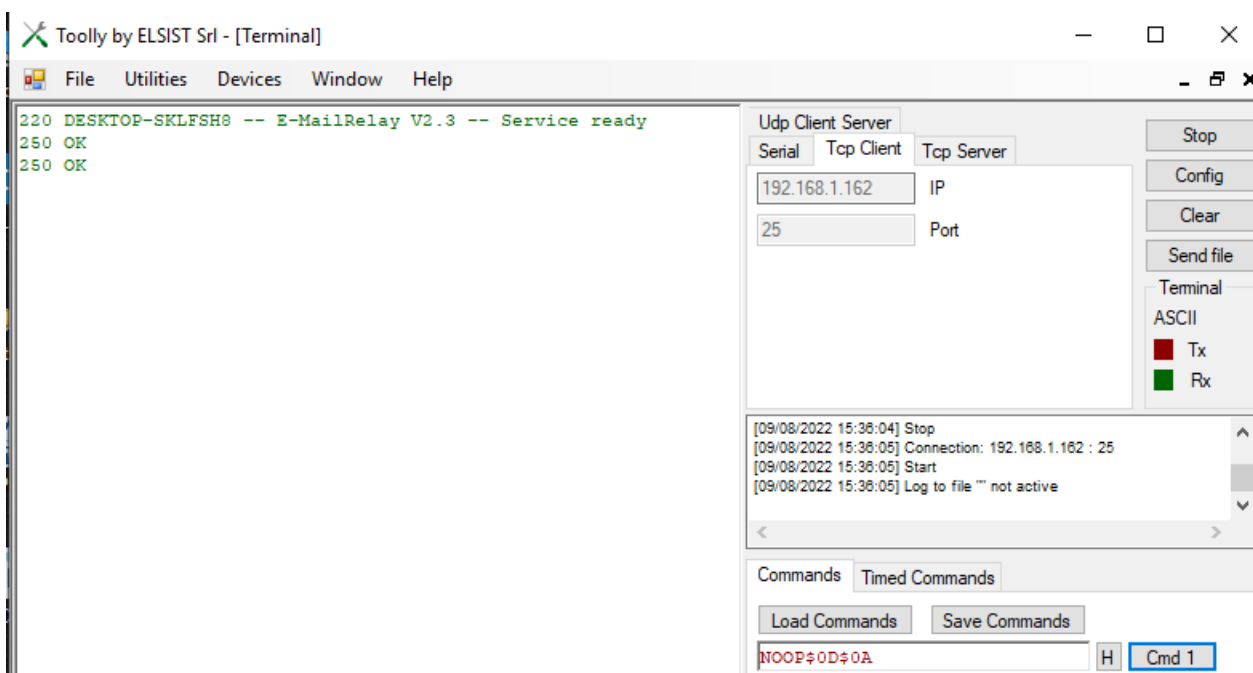 Toolly by ELSIST Srl - [Terminal]
File Utilities Devices Window Help
220 DESKTOP-SKLFSH8 -- E-MailRelay V2.3 -- Service ready
250 OK
250 OK
Udp Client Server
Serial Tcp Client Tcp Server
192.168.1.162 IP
25 Port
Stop
Config
Clear
Send file
Terminal
ASCII
Tx
Rx
[09/08/2022 15:36:04] Stop
[09/08/2022 15:36:05] Connection: 192.168.1.162 : 25
[09/08/2022 15:36:05] Start
[09/08/2022 15:36:05] Log to file "" not active
Commands Timed Commands
Load Commands Save Commands
NOOP$0D$0A H Cmd 1